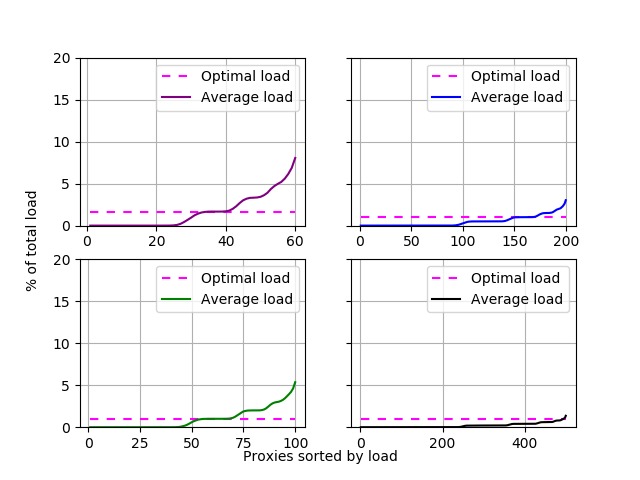 % of total load
20
15
10
5
0
Optimal load
Average load
0 20 40 60
Optimal load
Average load
0 50 100 150 200
20
15
10
5
0
Optimal load
Average load
0 25 50 75 100
Optimal load
Average load
0 200 400
Proxies sorted by load